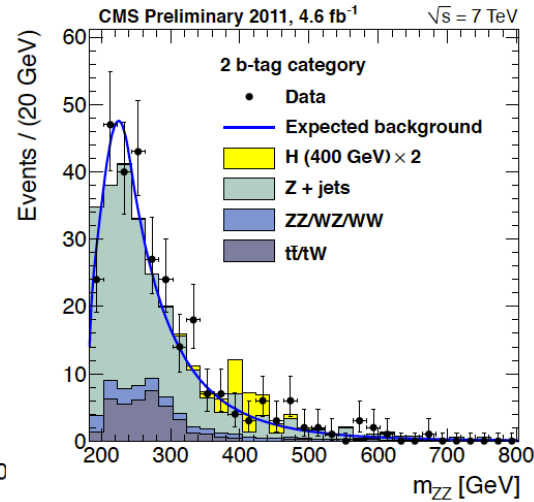 CMS Preliminary 2011, 4.6 fb⁻¹ √s = 7 TeV
Events / (20 GeV)
60
50
40
30
20
10
0
2 b-tag category
Data
Expected background
H (400 GeV) × 2
Z + jets
ZZ/WZ/WW
tt̄/tW
200 300 400 500 600 700 800
m_ZZ [GeV]
0